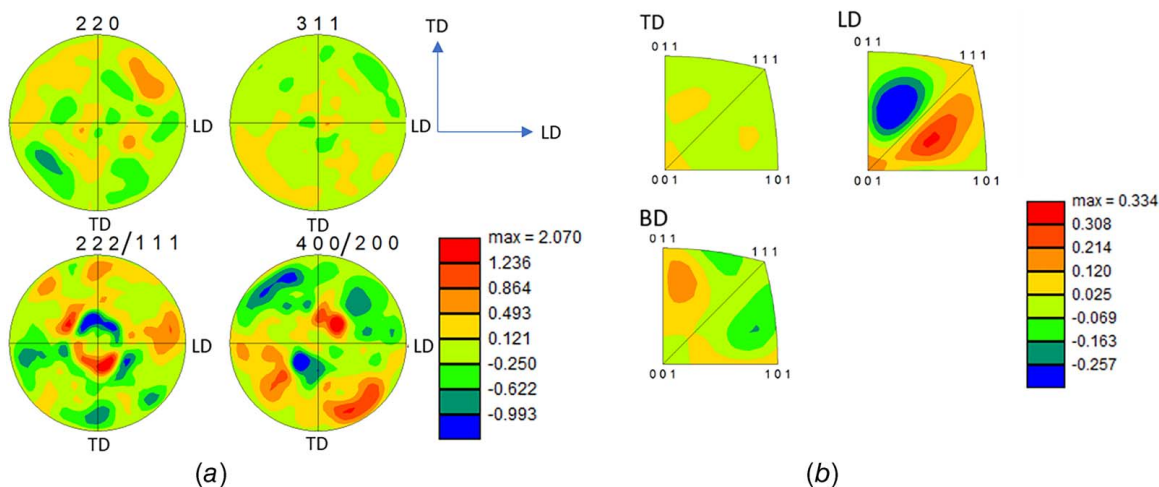 2 2 0
LD
TD
3 1 1
LD
TD
TD
LD
2 2 2/1 1 1
LD
TD
4 0 0/2 0 0
LD
TD
max = 2.070
1.236
0.864
0.493
0.121
-0.250
-0.622
-0.993
(a)
TD
0 1 1
1 1 1
0 0 1
1 0 1
LD
0 1 1
1 1 1
0 0 1
1 0 1
BD
0 1 1
1 1 1
0 0 1
1 0 1
max = 0.334
0.308
0.214
0.120
0.025
-0.069
-0.163
-0.257
(b)